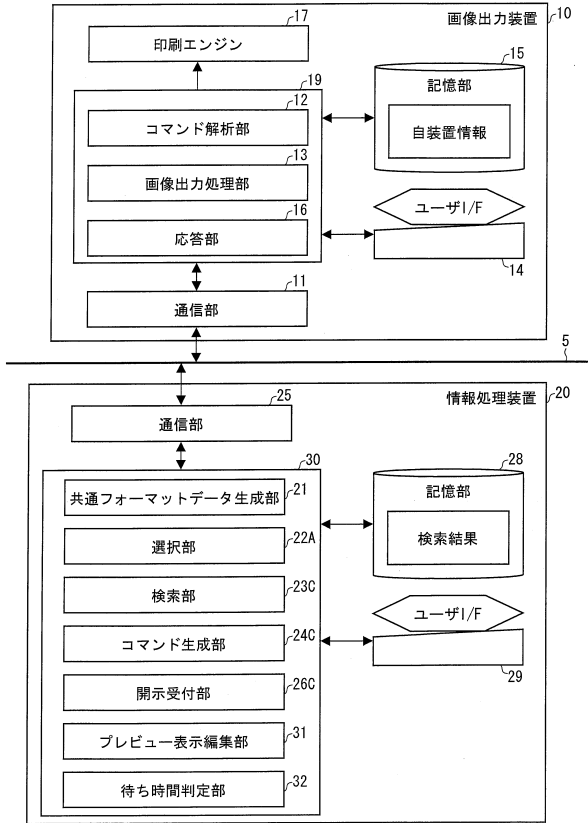 画像出力装置 10
17
印刷エンジン
19
12
コマンド解析部
13
画像出力処理部
16
応答部
15
記憶部
自装置情報
ユーザI/F
14
11
通信部
5
情報処理装置 20
25
通信部
30
共通フォーマットデータ生成部 21
選択部 22A
検索部 23C
コマンド生成部 24C
開示受付部 26C
プレビュー表示編集部 31
待ち時間判定部 32
28
記憶部
検索結果
ユーザI/F
29